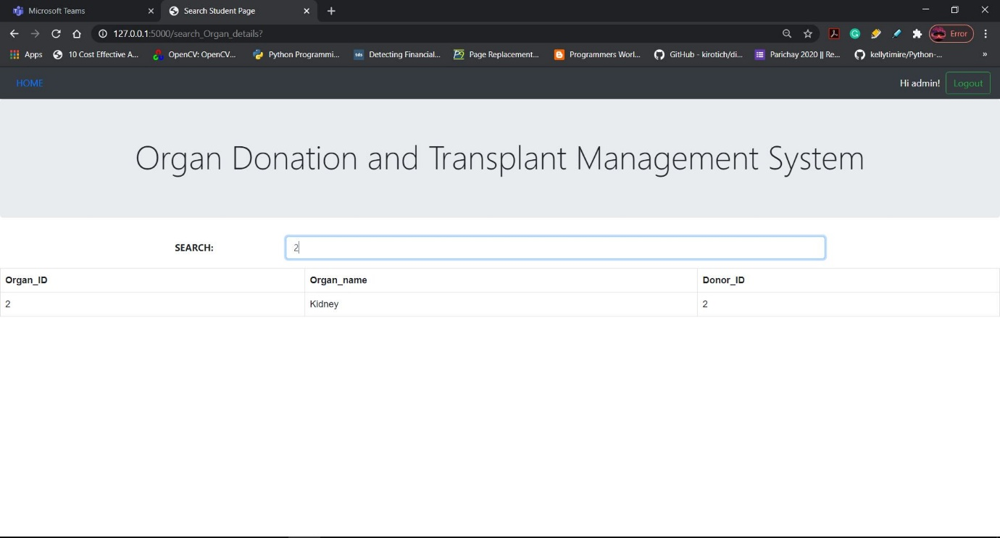 Microsoft Teams
Search Student Page
127.0.0.1:5000/search_Organ_details?
Error
Apps
10 Cost Effective A...
OpenCV: OpenCV...
Python Programmi...
tds
Detecting Financial...
Page Replacement...
Programmers Worl...
GitHub - kirotich/di...
Parichay 2020 || Re...
kellytimire/Python-...
»
HOME
Hi admin!
Logout
Organ Donation and Transplant Management System
SEARCH:
2
Organ_ID Organ_name Donor_ID
2 Kidney 2